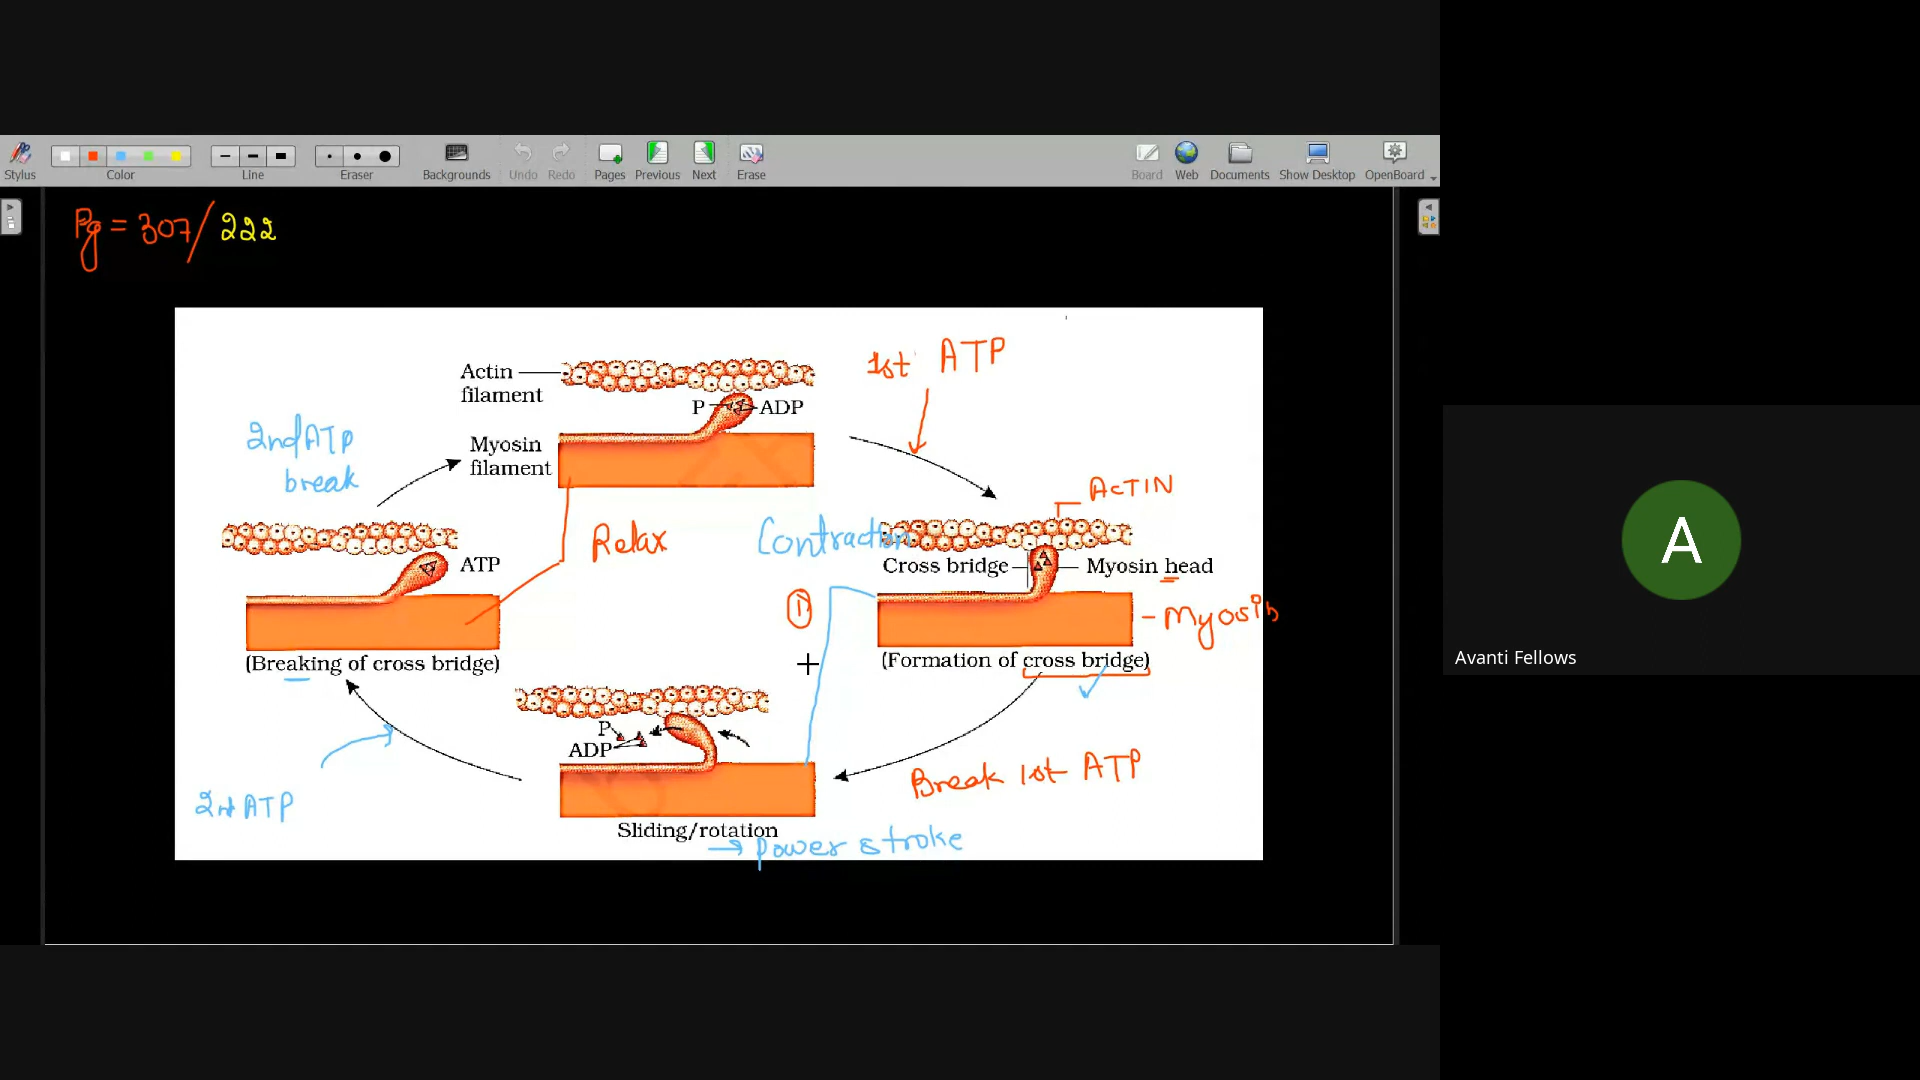 Stylus
Color
Line
Eraser
Backgrounds
Undo
Redo
Pages
Previous
Next
Erase
Board
Web
Documents
Show Desktop
OpenBoard
Pg = 307/222
Actin
filament
P
ADP
1st ATP
Myosin
filament
2nd ATP
break
ACTIN
Relax
Contraction
ATP
Cross bridge
Myosin head
1
- Myosin
(Breaking of cross bridge)
(Formation of cross bridge)
P
ADP
Break 1st ATP
2nd ATP
Sliding/rotation
→ Power stroke
A
Avanti Fellows